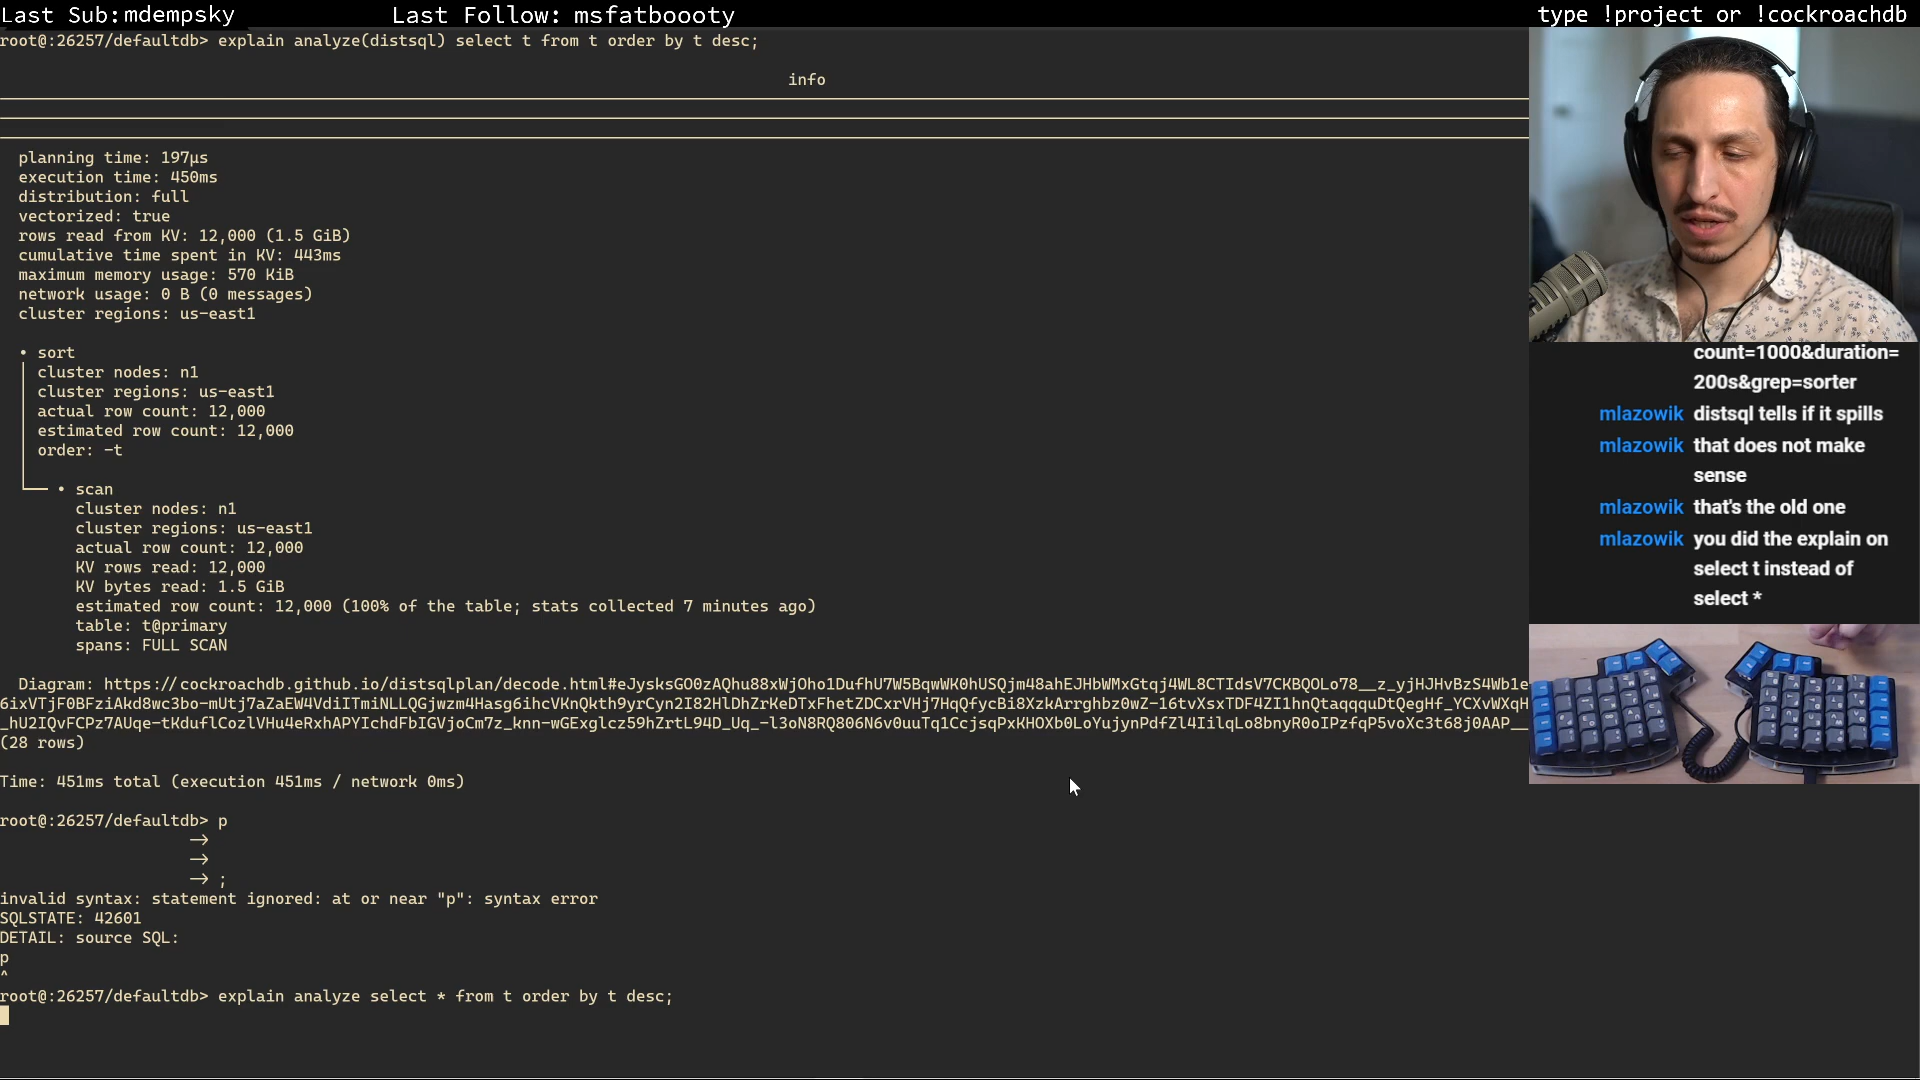 Last Sub:mdempsky
Last Follow: msfatboooty
type !project or !cockroachdb
root@:26257/defaultdb> explain analyze(distsql) select t from t order by t desc;
info
planning time: 197µs
execution time: 450ms
distribution: full
vectorized: true
rows read from KV: 12,000 (1.5 GiB)
cumulative time spent in KV: 443ms
maximum memory usage: 570 KiB
network usage: 0 B (0 messages)
cluster regions: us-east1
• sort
cluster nodes: n1
cluster regions: us-east1
actual row count: 12,000
estimated row count: 12,000
order: -t
• scan
cluster nodes: n1
cluster regions: us-east1
actual row count: 12,000
KV rows read: 12,000
KV bytes read: 1.5 GiB
estimated row count: 12,000 (100% of the table; stats collected 7 minutes ago)
table: t@primary
spans: FULL SCAN
Diagram: https://cockroachdb.github.io/distsqlplan/decode.html#eJysksGO0zAQhu88xWjOho1DufhU7W5BqwWK0hUSQjm48ahEJHbWMxGtqj4WL8CTIdsV7CKBQOLo78__z_yjHJHvBzS4Wb1e
(28 rows)
Time: 451ms total (execution 451ms / network 0ms)
root@:26257/defaultdb> p
->
->
-> ;
invalid syntax: statement ignored: at or near "p": syntax error
SQLSTATE: 42601
DETAIL: source SQL:
p
^
root@:26257/defaultdb> explain analyze select * from t order by t desc;
count=1000&duration=
200s&grep=sorter
mlazowik distsql tells if it spills
mlazowik that does not make
sense
mlazowik that's the old one
mlazowik you did the explain on
select t instead of
select *